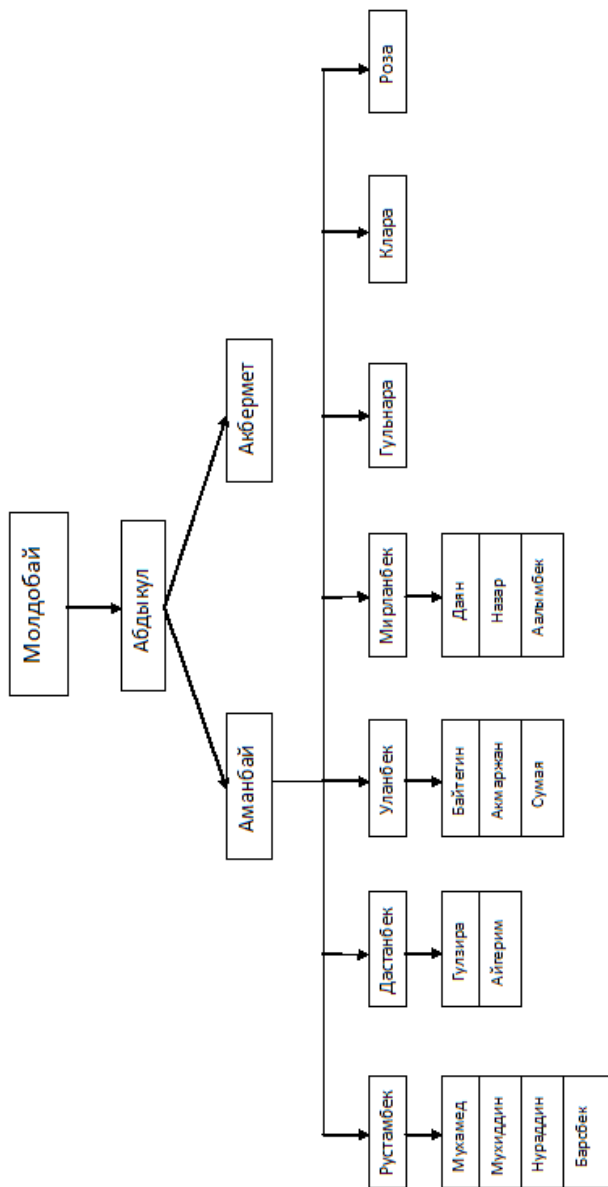 Молдобай
Абдыкул
Аманбай
Акбермет
Рустамбек
Дастанбек
Уланбек
Мирланбек
Гульнара
Клара
Роза
Мухамед
Мухиддин
Нураддин
Барсбек
Гулзира
Айгерим
Байтегин
Акмаржан
Сумая
Даян
Назар
Аалымбек